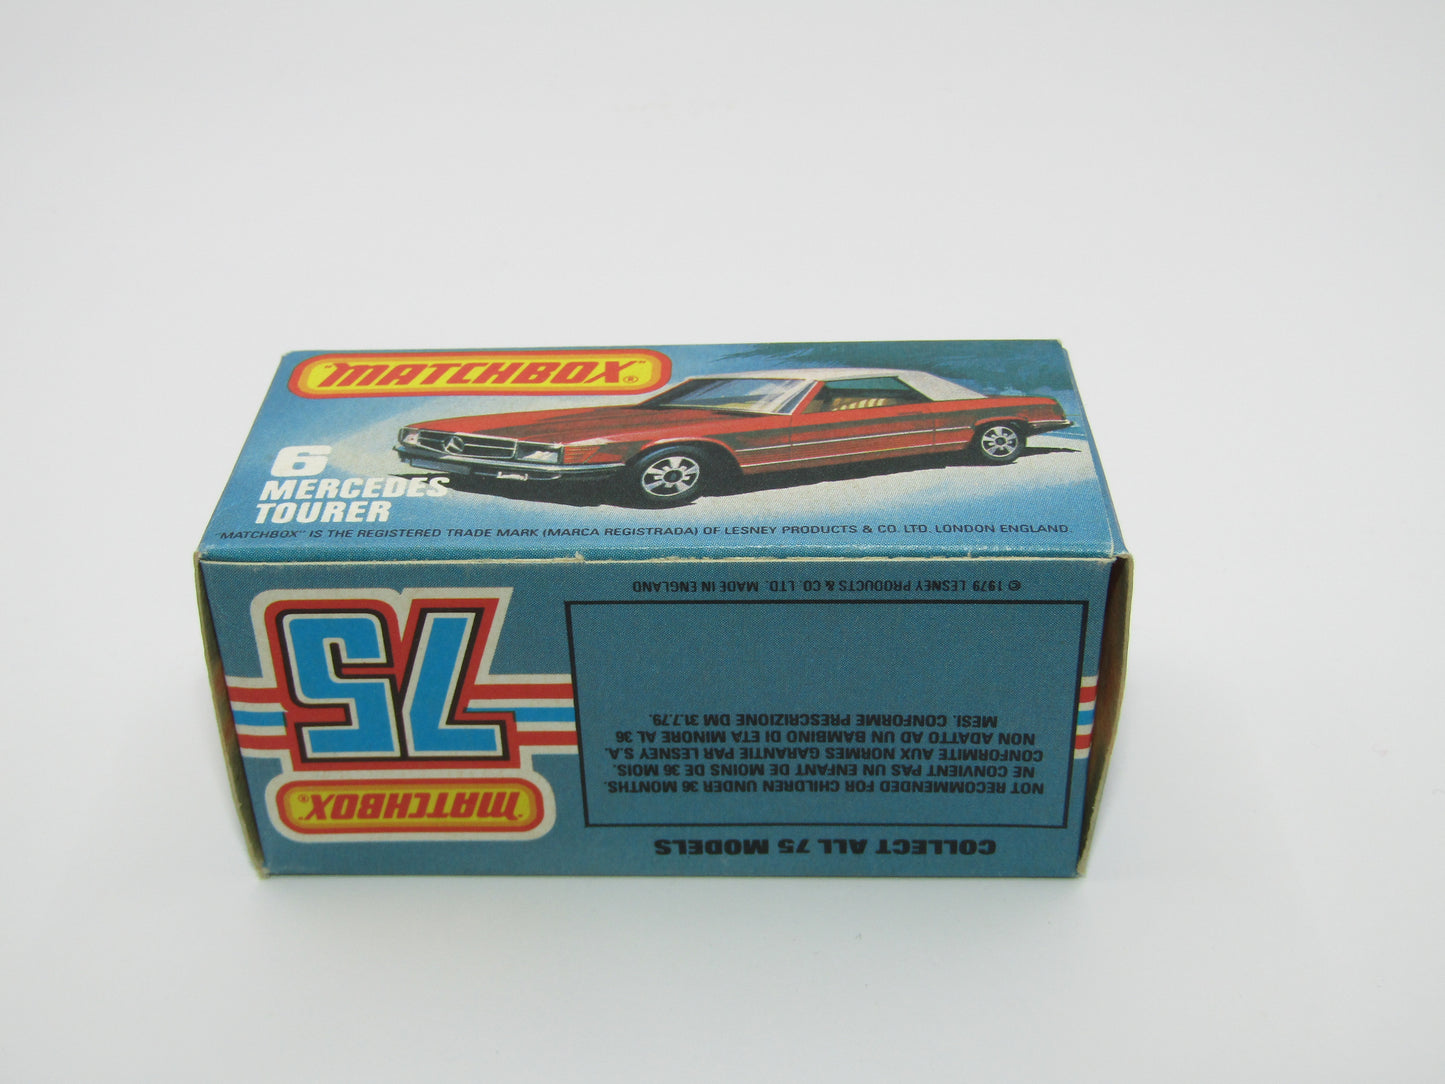 "MATCHBOX"®
6
MERCEDES
TOURER
"MATCHBOX" IS THE REGISTERED TRADE MARK (MARCA REGISTRADA) OF LESNEY PRODUCTS & CO. LTD. LONDON ENGLAND.
COLLECT ALL 75 MODELS
"MATCHBOX"®
75
NOT RECOMMENDED FOR CHILDREN UNDER 36 MONTHS.
NE CONVIENT PAS UN ENFANT DE MOINS DE 36 MOIS.
CONFORMITE AUX NORMES GARANTIE PAR LESNEY S.A.
NON ADATTO AD UN BAMBINO DI ETA MINORE AL 36
MESI. CONFORME PRESCRIZIONE DM 31.7.79.
© 1979 LESNEY PRODUCTS & CO. LTD. MADE IN ENGLAND